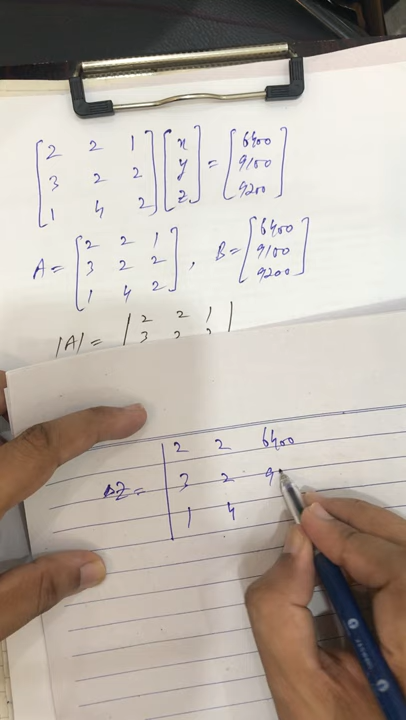 [2 2 1] [x] = [6400]
[3 2 2] [y] [9100]
[1 4 2] [z] [9200]
A = [2 2 1], B = [6400]
[3 2 2] [9100]
[1 4 2] [9200]
|A| = | 2 2 1 |
3
2 2 6400
ΔZ = | 3 2 9
1 4